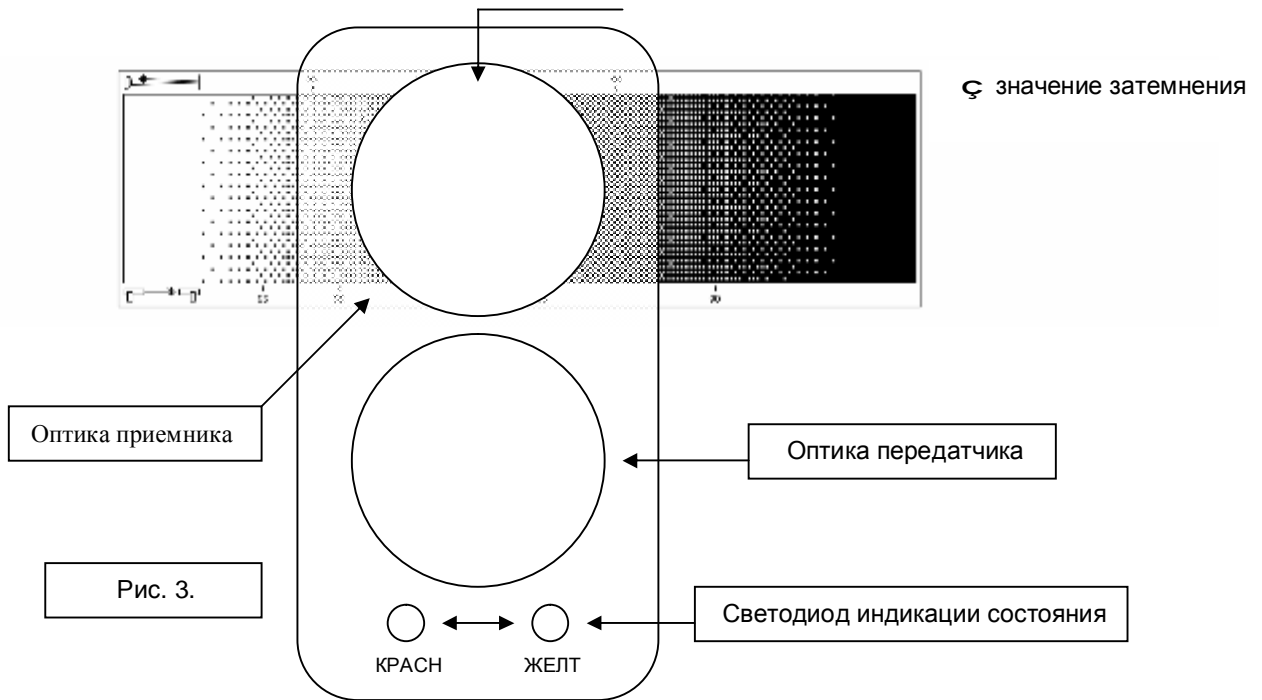 ç значение затемнения
Оптика приемника
Оптика передатчика
Рис. 3.
Светодиод индикации состояния
КРАСН
ЖЕЛТ